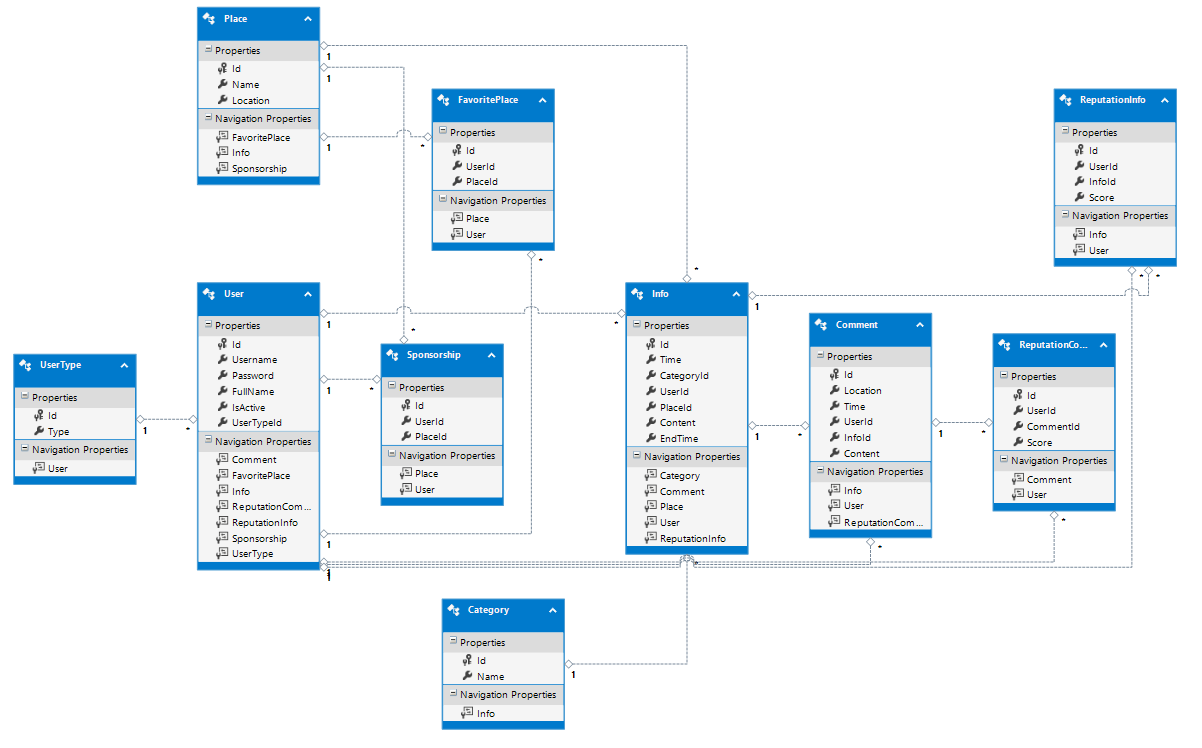 Place
Properties
Id
Name
Location
Navigation Properties
FavoritePlace
Info
Sponsorship
1
1
1
FavoritePlace
Properties
Id
UserId
PlaceId
Navigation Properties
Place
User
*
*
ReputationInfo
Properties
Id
UserId
InfoId
Score
Navigation Properties
Info
User
*
*
UserType
Properties
Id
Type
Navigation Properties
User
1
*
User
Properties
Id
Username
Password
FullName
IsActive
UserTypeId
Navigation Properties
Comment
FavoritePlace
Info
ReputationCom...
ReputationInfo
Sponsorship
UserType
1
1
1
1
1
Sponsorship
Properties
Id
UserId
PlaceId
Navigation Properties
Place
User
*
*
Info
Properties
Id
Time
CategoryId
UserId
PlaceId
Content
EndTime
Navigation Properties
Category
Comment
Place
User
ReputationInfo
*
*
1
1
*
Comment
Properties
Id
Location
Time
UserId
InfoId
Content
Navigation Properties
Info
User
ReputationCom...
*
1
*
ReputationCo...
Properties
Id
UserId
CommentId
Score
Navigation Properties
Comment
User
*
*
Category
Properties
Id
Name
Navigation Properties
Info
1